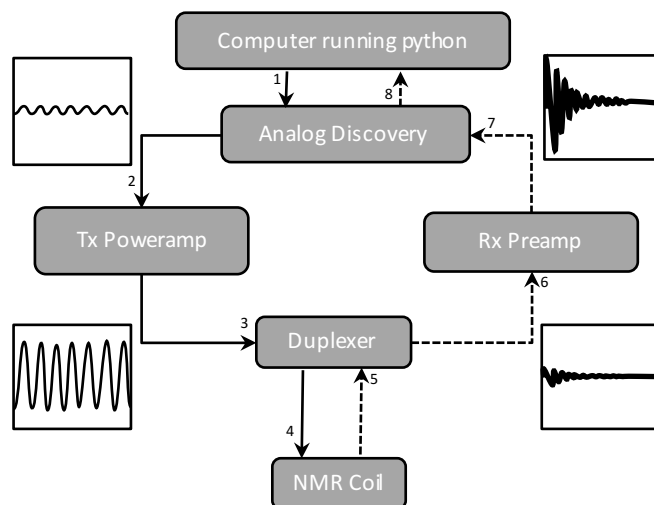 Computer running python
1
8
Analog Discovery
7
2
Tx Poweramp
Rx Preamp
6
3
Duplexer
5
4
NMR Coil